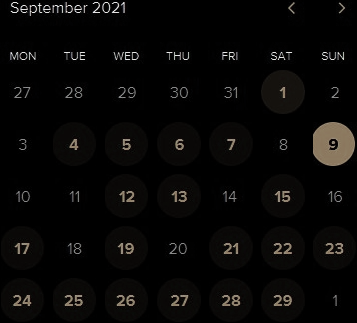 September 2021
MON TUE WED THU FRI SAT SUN
27 28 29 30 31 1 2
3 4 5 6 7 8 9
10 11 12 13 14 15 16
17 18 19 20 21 22 23
24 25 26 27 28 29 1